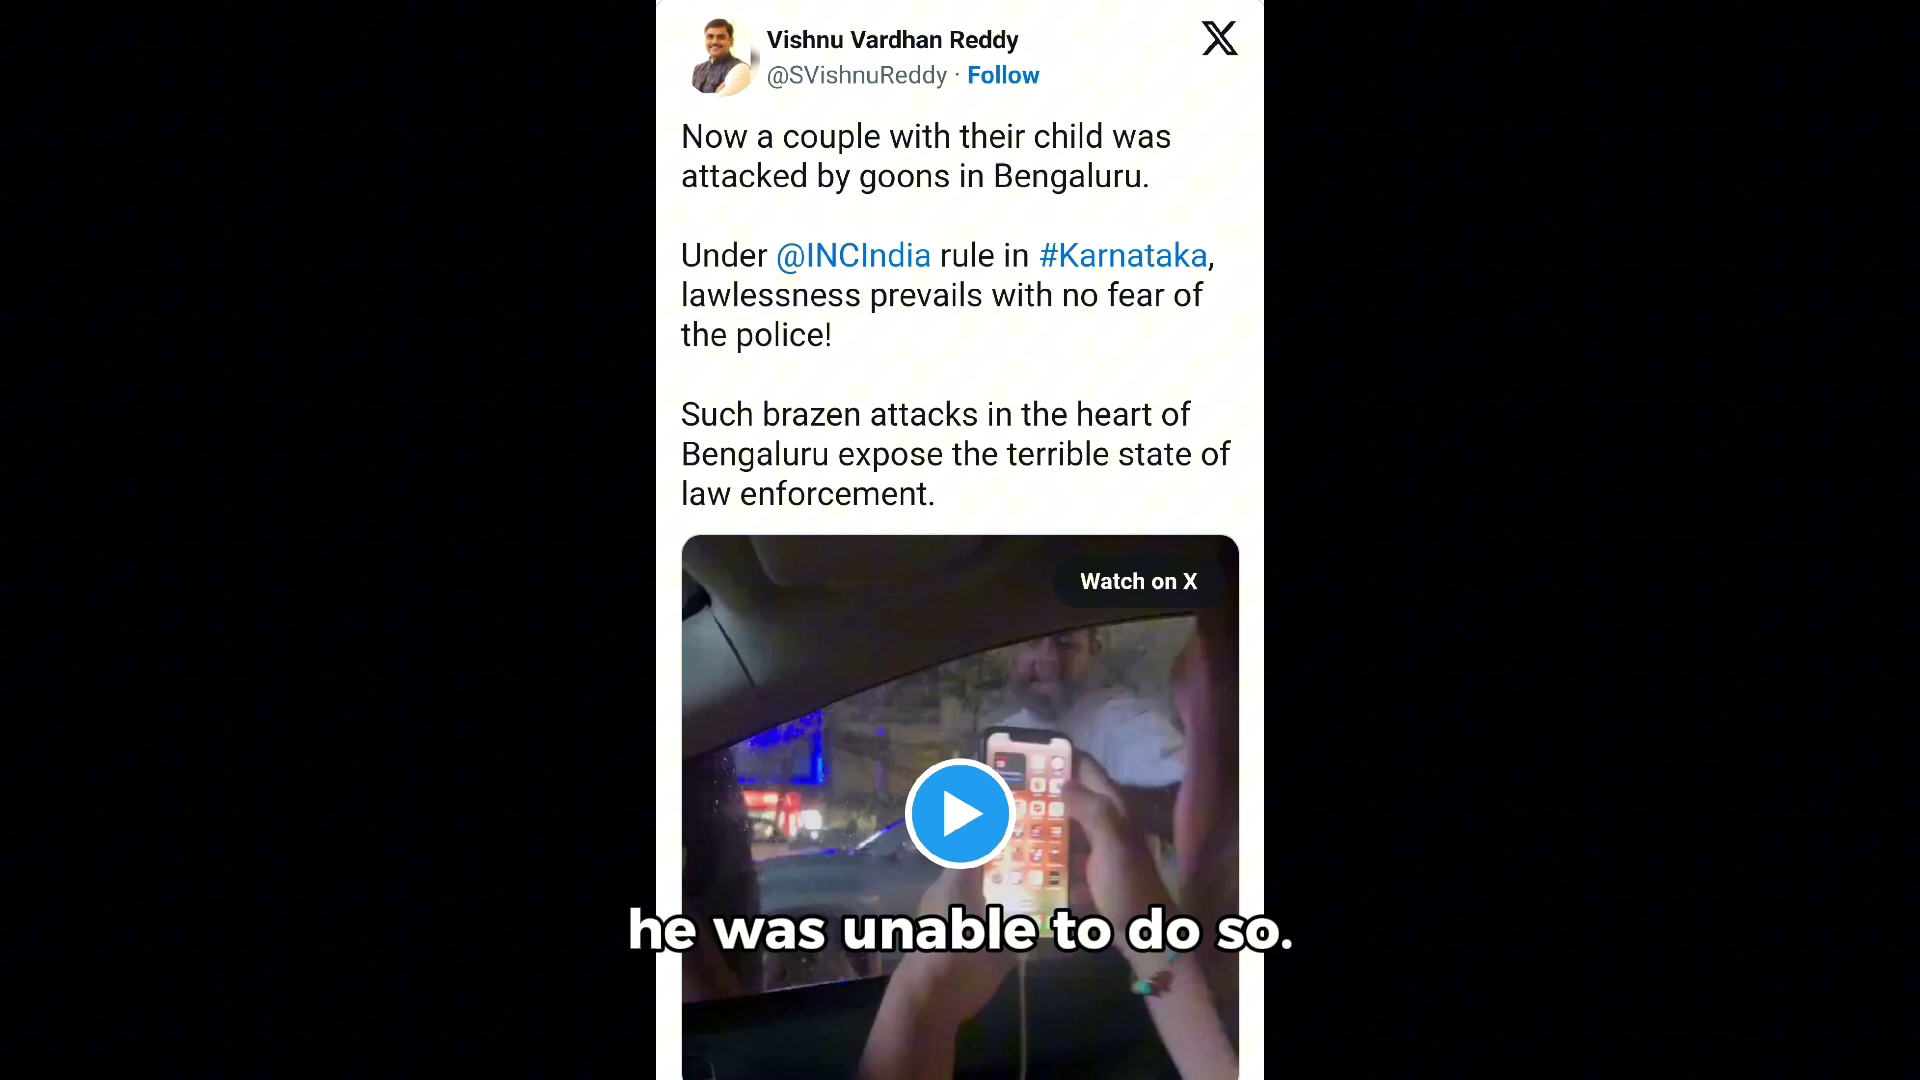 Vishnu Vardhan Reddy
@SVishnuReddy · Follow
Now a couple with their child was
attacked by goons in Bengaluru.
Under @INCIndia rule in #Karnataka,
lawlessness prevails with no fear of
the police!
Such brazen attacks in the heart of
Bengaluru expose the terrible state of
law enforcement.
Watch on X
he was unable to do so.